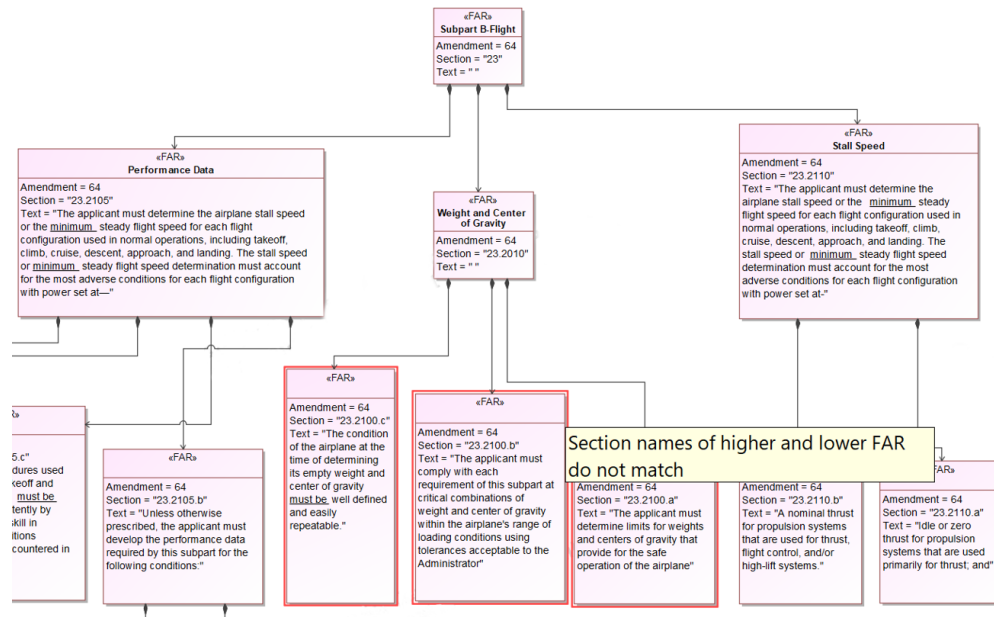 «FAR»
Subpart B-Flight
Amendment = 64
Section = "23"
Text = " "
«FAR»
Performance Data
Amendment = 64
Section = "23.2105"
Text = "The applicant must determine the airplane stall speed
or the minimum steady flight speed for each flight
configuration used in normal operations, including takeoff,
climb, cruise, descent, approach, and landing. The stall speed
or minimum steady flight speed determination must account
for the most adverse conditions for each flight configuration
with power set at—"
«FAR»
Weight and Center
of Gravity
Amendment = 64
Section = "23.2010"
Text = " "
«FAR»
Stall Speed
Amendment = 64
Section = "23.2110"
Text = "The applicant must determine the
airplane stall speed or the minimum steady
flight speed for each flight configuration used in
normal operations, including takeoff, climb,
cruise, descent, approach, and landing. The
stall speed or minimum steady flight speed
determination must account for the most
adverse conditions for each flight configuration
with power set at-"
R»
5.c"
dures used
keoff and
must be
tently by
skill in
itions
countered in
«FAR»
Amendment = 64
Section = "23.2105.b"
Text = "Unless otherwise
prescribed, the applicant must
develop the performance data
required by this subpart for the
following conditions:"
«FAR»
Amendment = 64
Section = "23.2100.c"
Text = "The condition
of the airplane at the
time of determining
its empty weight and
center of gravity
must be well defined
and easily
repeatable."
«FAR»
Amendment = 64
Section = "23.2100.b"
Text = "The applicant must
comply with each
requirement of this subpart at
critical combinations of
weight and center of gravity
within the airplane's range of
loading conditions using
tolerances acceptable to the
Administrator"
Section names of higher and lower FAR
do not match
Amendment = 64
Section = "23.2100.a"
Text = "The applicant must
determine limits for weights
and centers of gravity that
provide for the safe
operation of the airplane"
Amendment = 64
Section = "23.2110.b"
Text = "A nominal thrust
for propulsion systems
that are used for thrust,
flight control, and/or
high-lift systems."
«FAR»
Amendment = 64
Section = "23.2110.a"
Text = "Idle or zero
thrust for propulsion
systems that are used
primarily for thrust; and"